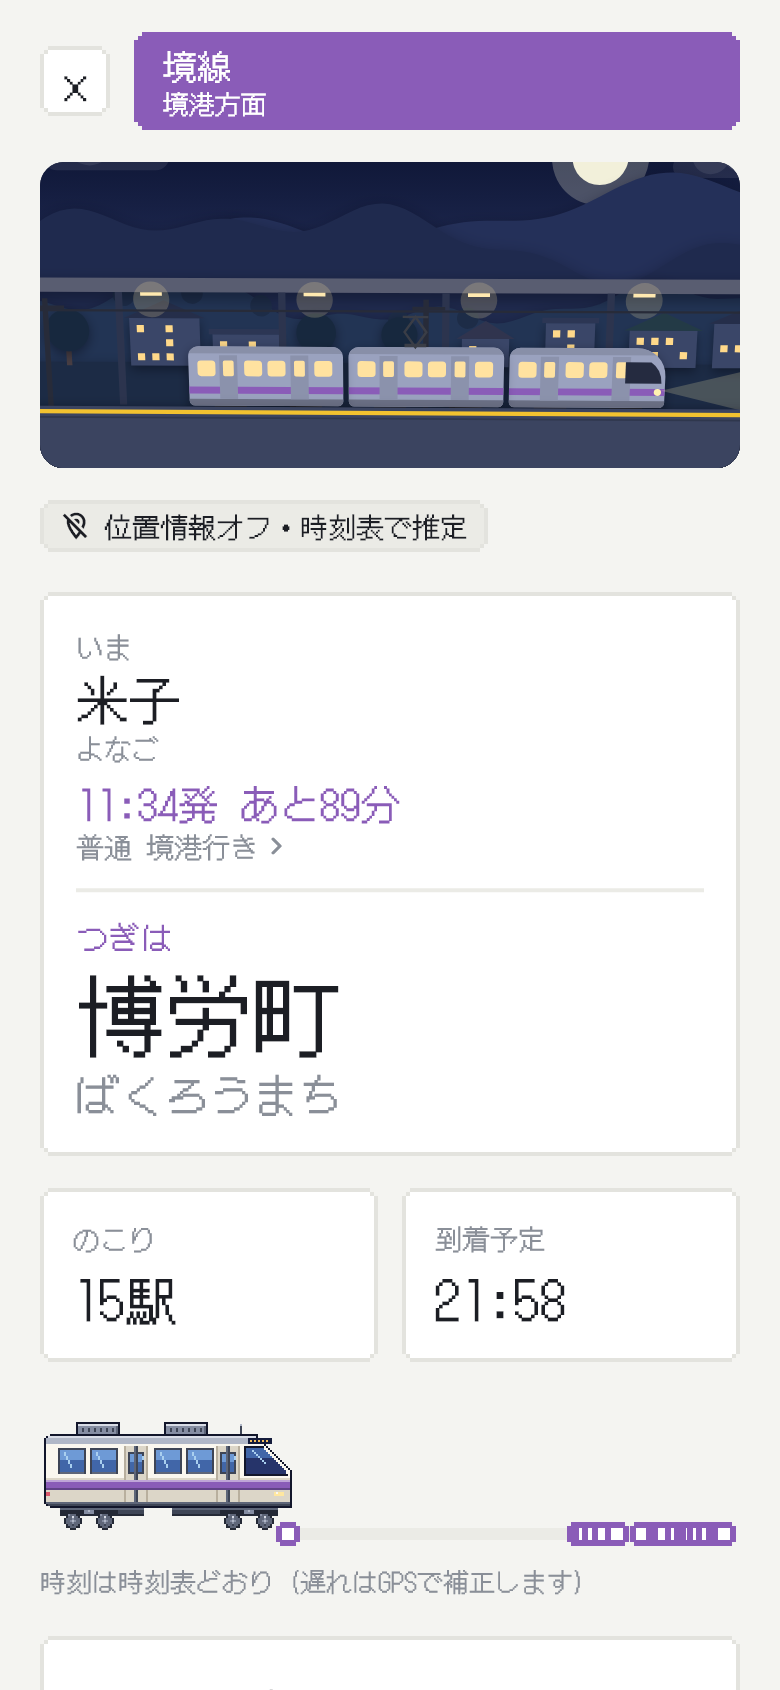 境線
境港方面
位置情報オフ・時刻表で推定
いま
米子
よなご
11:34発 あと89分
普通 境港行き
つぎは
博労町
ばくろうまち
のこり
15駅
到着予定
21:58
時刻は時刻表どおり（遅れはGPSで補正します）